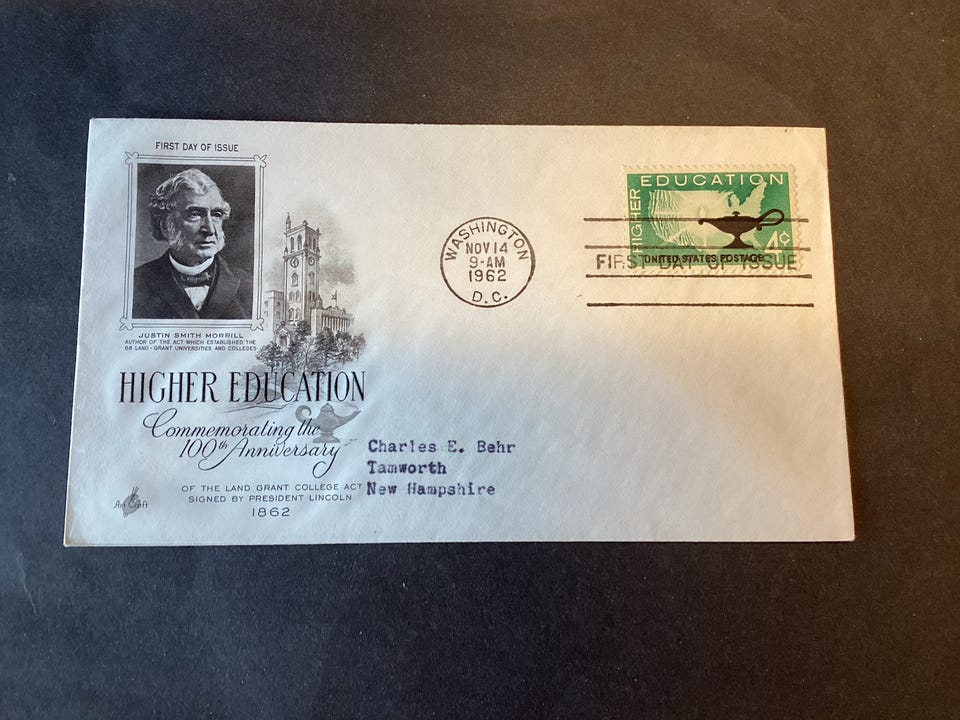 FIRST DAY OF ISSUE
JUSTIN SMITH MORRILL
AUTHOR OF THE ACT WHICH ESTABLISHED THE
68 LAND-GRANT UNIVERSITIES AND COLLEGES
HIGHER EDUCATION
Commemorating the
100th Anniversary
OF THE LAND GRANT COLLEGE ACT
SIGNED BY PRESIDENT LINCOLN
1862
Art Craft
WASHINGTON
NOV 14
9-AM
1962
D.C.
HIGHER
EDUCATION
4¢
UNITED STATES POSTAGE
FIRST DAY OF ISSUE
Charles E. Behr
Tamworth
New Hampshire